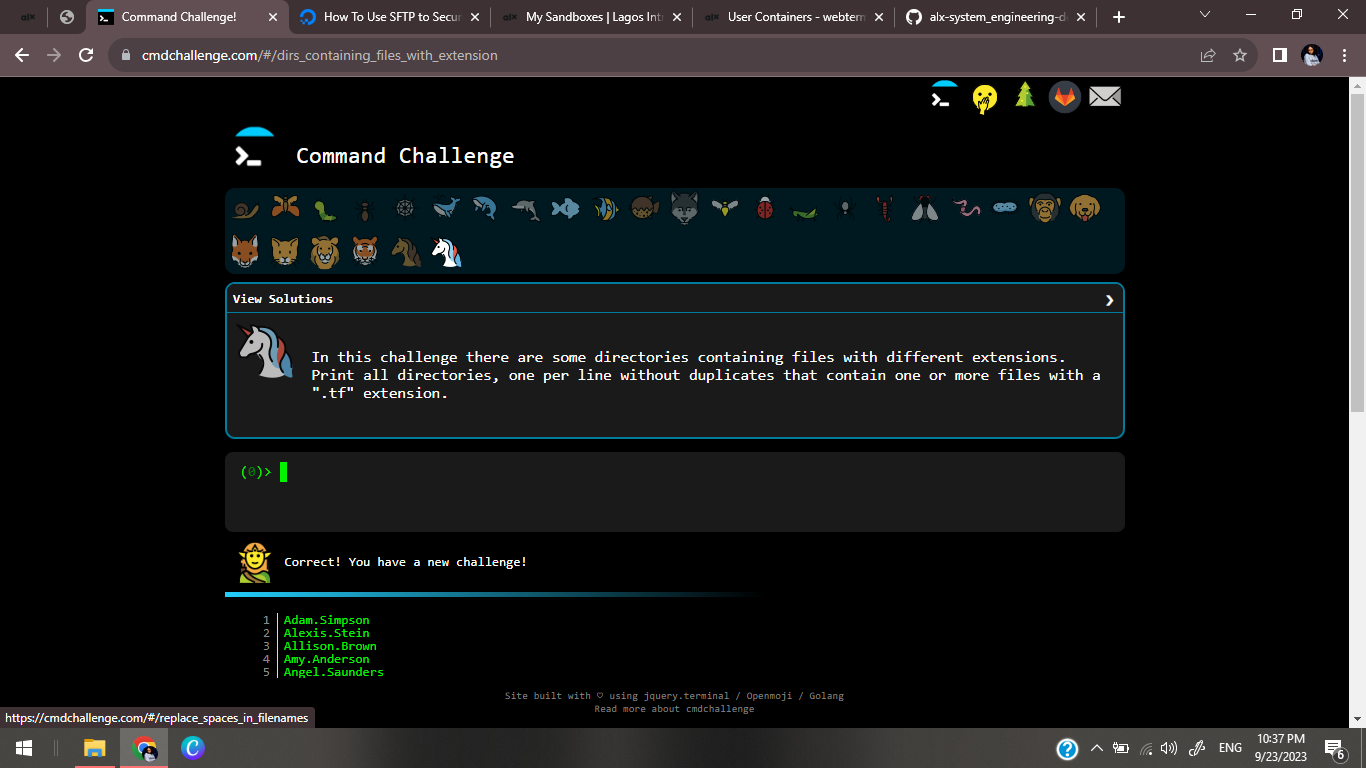 alx
Command Challenge!
How To Use SFTP to Secur
alx
My Sandboxes | Lagos Int
alx
User Containers - webterm
alx-system_engineering-d
cmdchallenge.com/#/dirs_containing_files_with_extension
Command Challenge
View Solutions
In this challenge there are some directories containing files with different extensions.
Print all directories, one per line without duplicates that contain one or more files with a
".tf" extension.
(0)>
Correct! You have a new challenge!
1 Adam.Simpson
2 Alexis.Stein
3 Allison.Brown
4 Amy.Anderson
5 Angel.Saunders
Site built with ♡ using jquery.terminal / Openmoji / Golang
Read more about cmdchallenge
https://cmdchallenge.com/#/replace_spaces_in_filenames
ENG
10:37 PM
9/23/2023
6